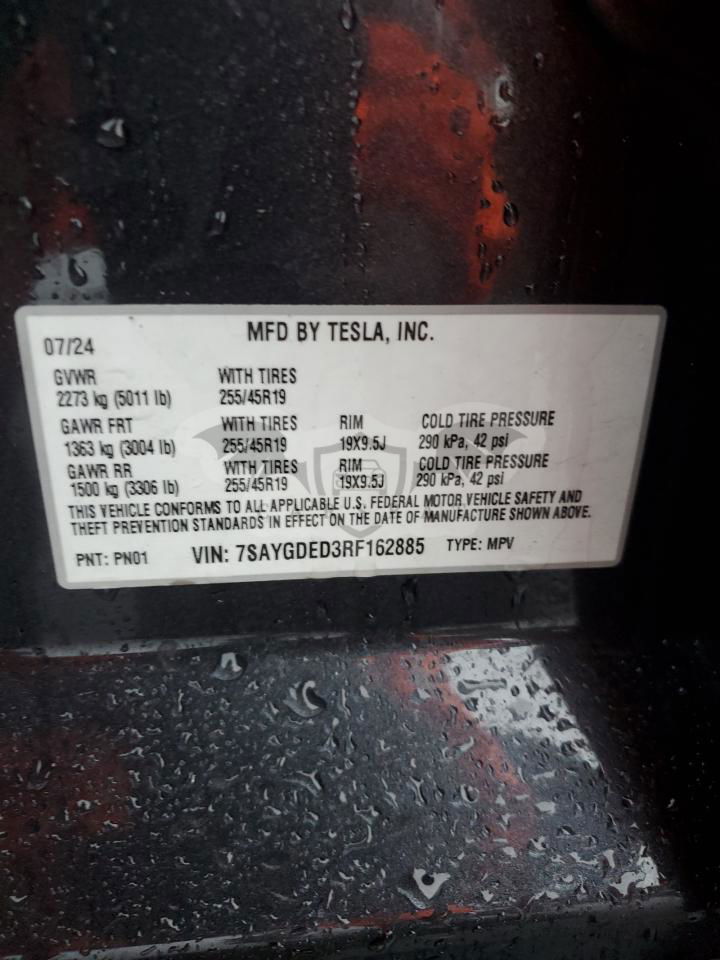 07/24 MFD BY TESLA, INC.
GVWR WITH TIRES
2273 kg (5011 lb) 255/45R19
GAWR FRT WITH TIRES RIM COLD TIRE PRESSURE
1363 kg (3004 lb) 255/45R19 19X9.5J 290 kPa, 42 psi
GAWR RR WITH TIRES RIM COLD TIRE PRESSURE
1500 kg (3306 lb) 255/45R19 19X9.5J 290 kPa, 42 psi
THIS VEHICLE CONFORMS TO ALL APPLICABLE U.S. FEDERAL MOTOR VEHICLE SAFETY AND
THEFT PREVENTION STANDARDS IN EFFECT ON THE DATE OF MANUFACTURE SHOWN ABOVE.
PNT: PN01 VIN: 7SAYGDED3RF162885 TYPE: MPV